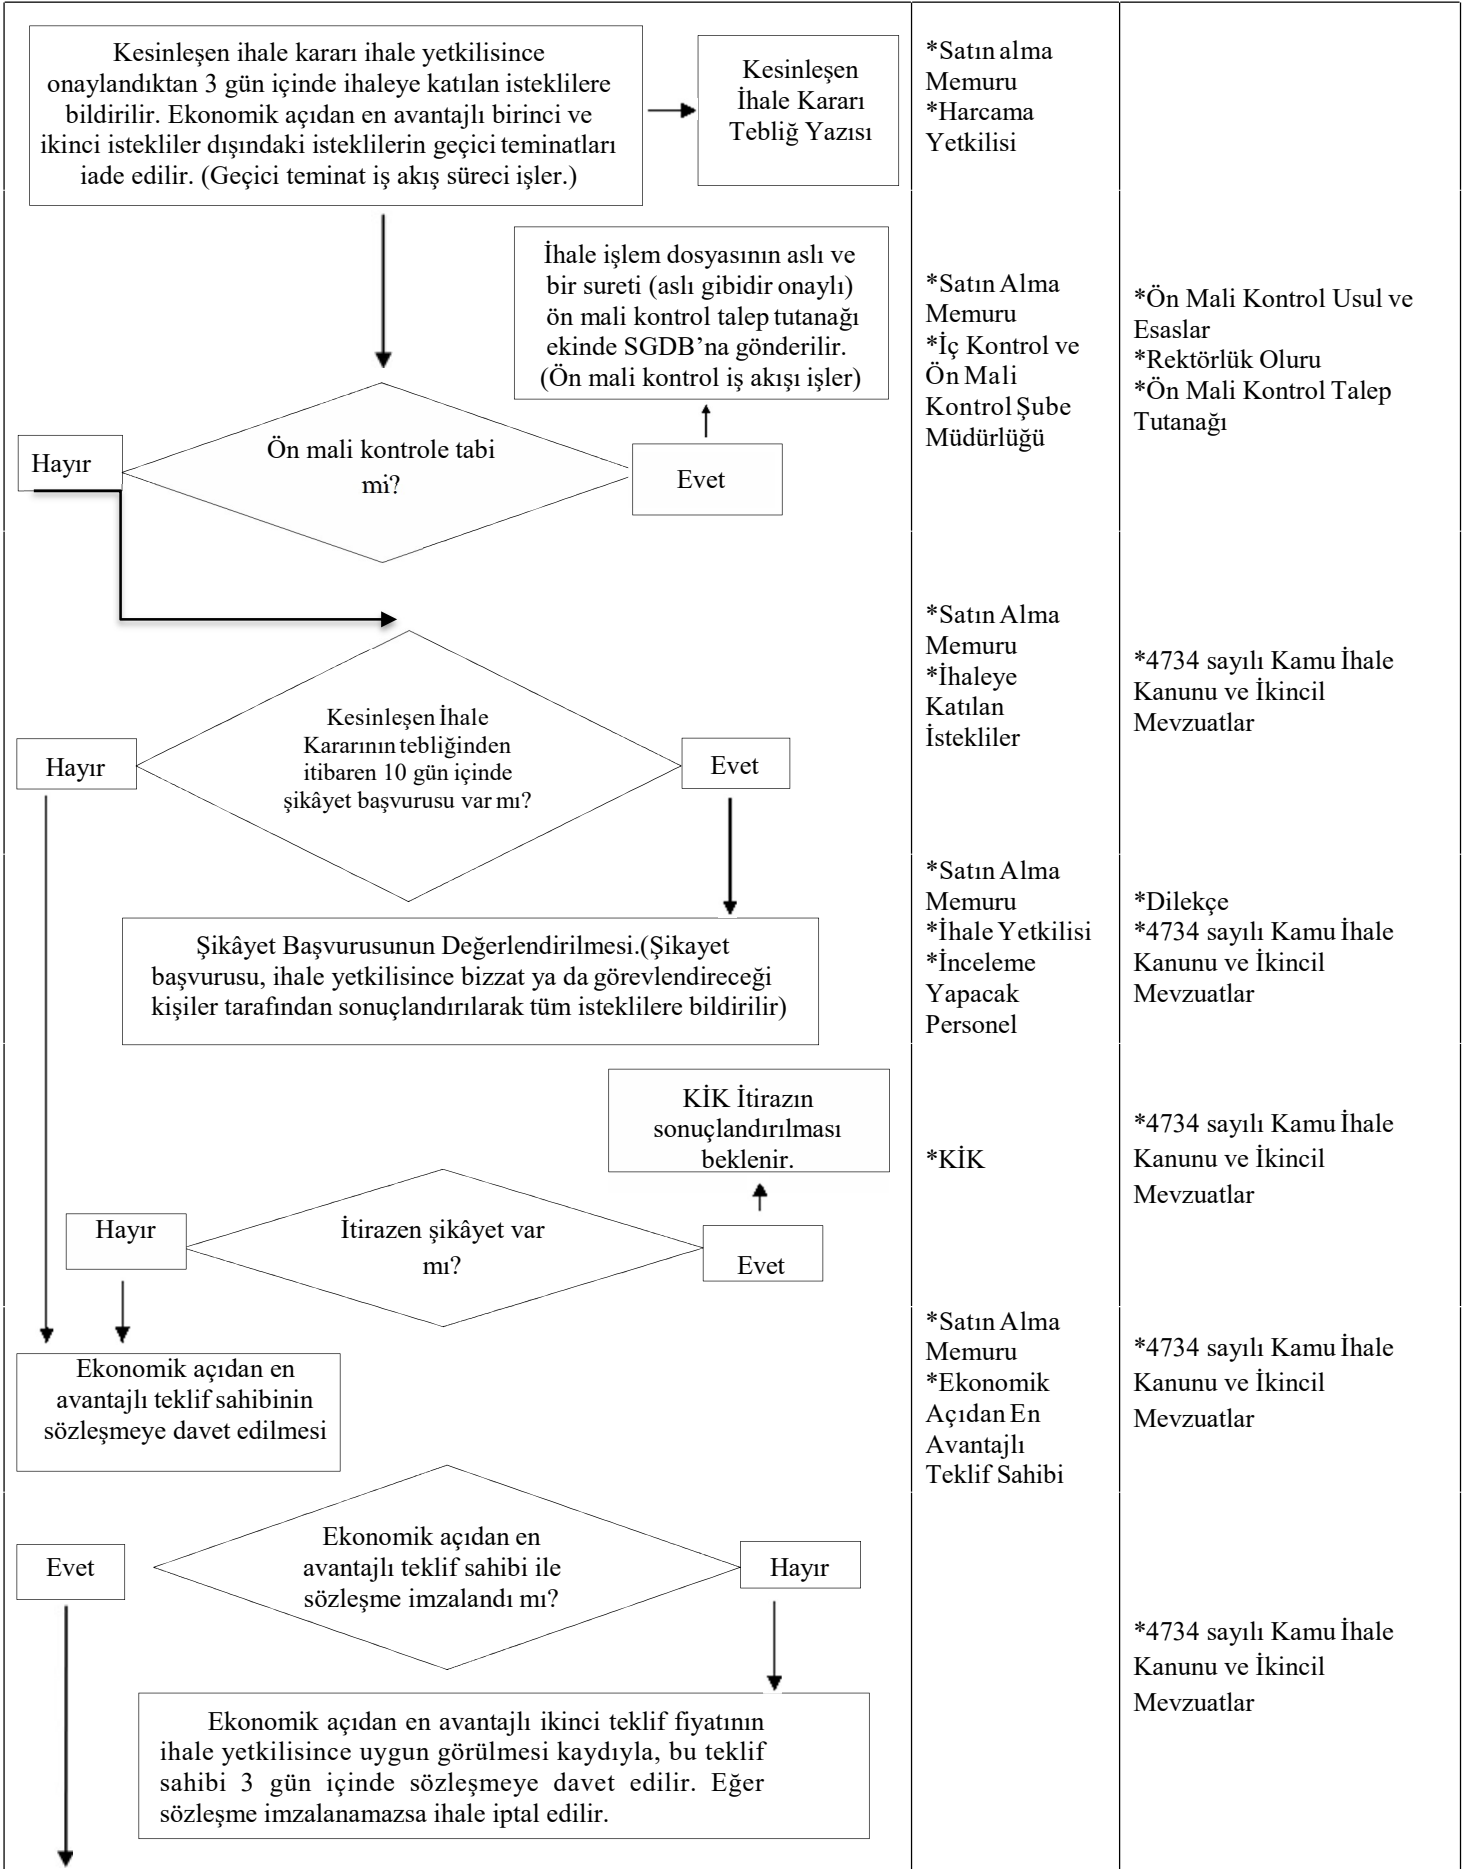 Kesinleşen ihale kararı ihale yetkilisince
onaylandıktan 3 gün içinde ihaleye katılan isteklilere
bildirilir. Ekonomik açıdan en avantajlı birinci ve
ikinci istekliler dışındaki isteklilerin geçici teminatları
iade edilir. (Geçici teminat iş akış süreci işler.)
Kesinleşen
İhale Kararı
Tebliğ Yazısı
*Satın alma
Memuru
*Harcama
Yetkilisi
İhale işlem dosyasının aslı ve
bir sureti (aslı gibidir onaylı)
ön mali kontrol talep tutanağı
ekinde SGDB’na gönderilir.
(Ön mali kontrol iş akışı işler)
Hayır
Ön mali kontrole tabi
mi?
Evet
*Satın Alma
Memuru
*İç Kontrol ve
Ön Mali
Kontrol Şube
Müdürlüğü
*Ön Mali Kontrol Usul ve
Esaslar
*Rektörlük Oluru
*Ön Mali Kontrol Talep
Tutanağı
Hayır
Kesinleşen İhale
Kararının tebliğinden
itibaren 10 gün içinde
şikâyet başvurusu var mı?
Evet
*Satın Alma
Memuru
*İhaleye
Katılan
İstekliler
*4734 sayılı Kamu İhale
Kanunu ve İkincil
Mevzuatlar
Şikâyet Başvurusunun Değerlendirilmesi.(Şikayet
başvurusu, ihale yetkilisince bizzat ya da görevlendireceği
kişiler tarafından sonuçlandırılarak tüm isteklilere bildirilir)
*Satın Alma
Memuru
*İhale Yetkilisi
*İnceleme
Yapacak
Personel
*Dilekçe
*4734 sayılı Kamu İhale
Kanunu ve İkincil
Mevzuatlar
KİK İtirazın
sonuçlandırılması
beklenir.
Hayır
İtirazen şikâyet var
mı?
Evet
*KİK
*4734 sayılı Kamu İhale
Kanunu ve İkincil
Mevzuatlar
Ekonomik açıdan en
avantajlı teklif sahibinin
sözleşmeye davet edilmesi
*Satın Alma
Memuru
*Ekonomik
Açıdan En
Avantajlı
Teklif Sahibi
*4734 sayılı Kamu İhale
Kanunu ve İkincil
Mevzuatlar
Evet
Ekonomik açıdan en
avantajlı teklif sahibi ile
sözleşme imzalandı mı?
Hayır
Ekonomik açıdan en avantajlı ikinci teklif fiyatının
ihale yetkilisince uygun görülmesi kaydıyla, bu teklif
sahibi 3 gün içinde sözleşmeye davet edilir. Eğer
sözleşme imzalanamazsa ihale iptal edilir.
*4734 sayılı Kamu İhale
Kanunu ve İkincil
Mevzuatlar